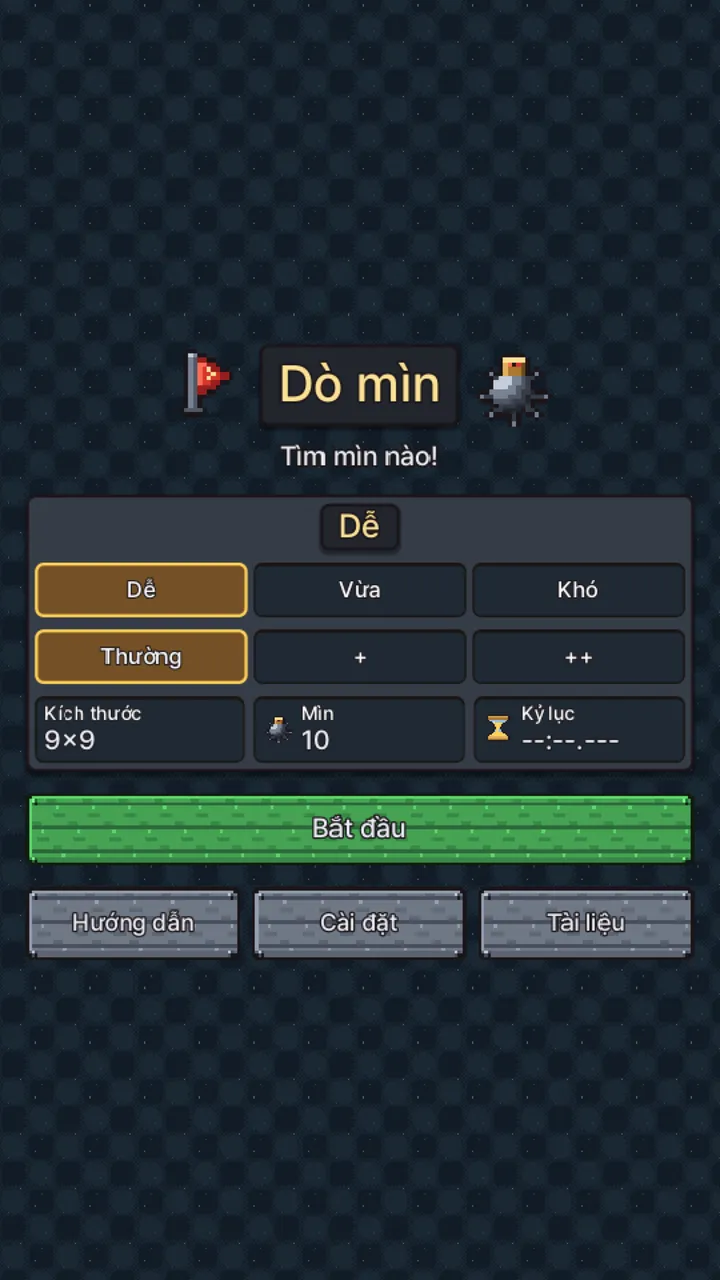 Dò mìn
Tìm mìn nào!
Dễ
Dễ
Vừa
Khó
Thường
+
++
Kích thước
9×9
Mìn
10
Kỷ lục
--:--.---
Bắt đầu
Hướng dẫn
Cài đặt
Tài liệu